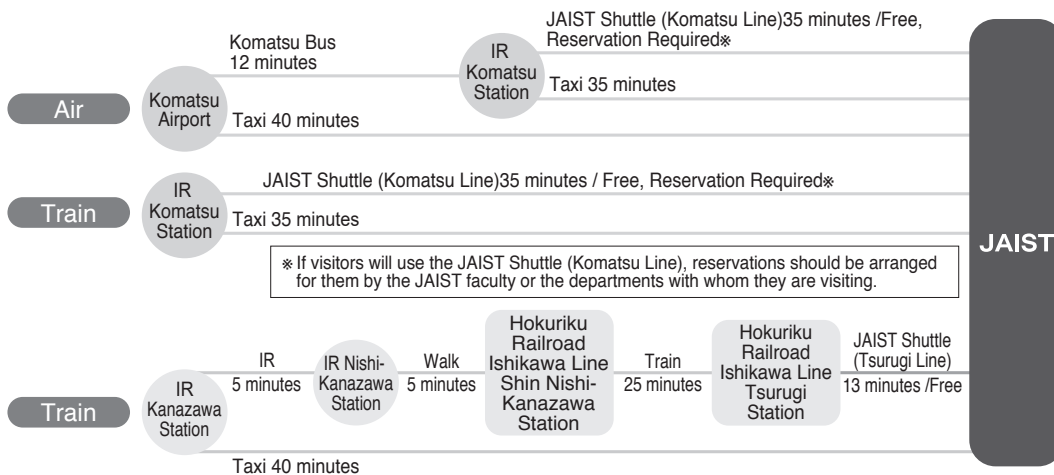 Air
Komatsu
Airport
Komatsu Bus
12 minutes
IR
Komatsu
Station
JAIST Shuttle (Komatsu Line)35 minutes /Free,
Reservation Required※
Taxi 35 minutes
Taxi 40 minutes
Train
IR
Komatsu
Station
JAIST Shuttle (Komatsu Line)35 minutes / Free, Reservation Required※
Taxi 35 minutes
※ If visitors will use the JAIST Shuttle (Komatsu Line), reservations should be arranged
for them by the JAIST faculty or the departments with whom they are visiting.
Train
IR
Kanazawa
Station
IR
5 minutes
IR Nishi-
Kanazawa
Station
Walk
5 minutes
Hokuriku
Railroad
Ishikawa Line
Shin Nishi-
Kanazawa
Station
Train
25 minutes
Hokuriku
Railroad
Ishikawa Line
Tsurugi
Station
JAIST Shuttle
(Tsurugi Line)
13 minutes /Free
Taxi 40 minutes
JAIST